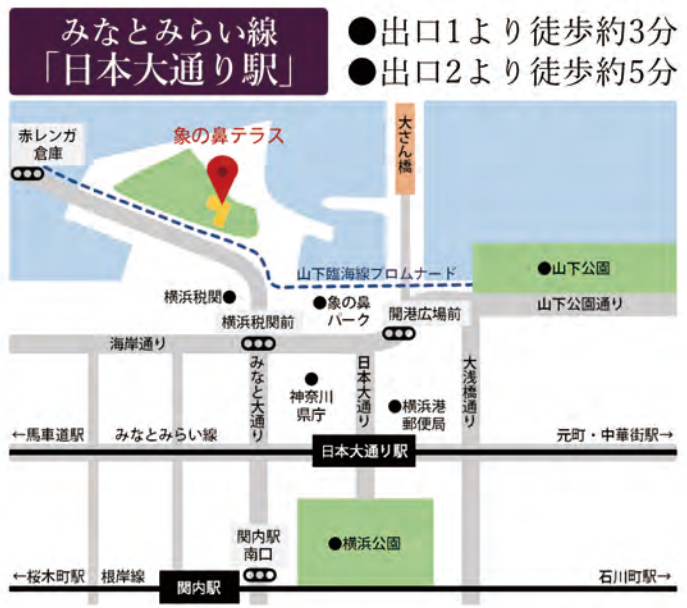 みなとみらい線
「日本大通り駅」
●出口1より徒歩約3分
●出口2より徒歩約5分
赤レンガ
倉庫
象の鼻テラス
大さん橋
山下臨海線プロムナード
●山下公園
横浜税関●
●象の鼻
パーク
横浜税関前
開港広場前
山下公園通り
海岸通り
みなと大通り
日本大通り
大浅橋通り
●
神奈川
県庁
●横浜港
郵便局
←馬車道駅
みなとみらい線
元町・中華街駅→
日本大通り駅
関内駅
南口
●横浜公園
←桜木町駅
根岸線
石川町駅→
関内駅